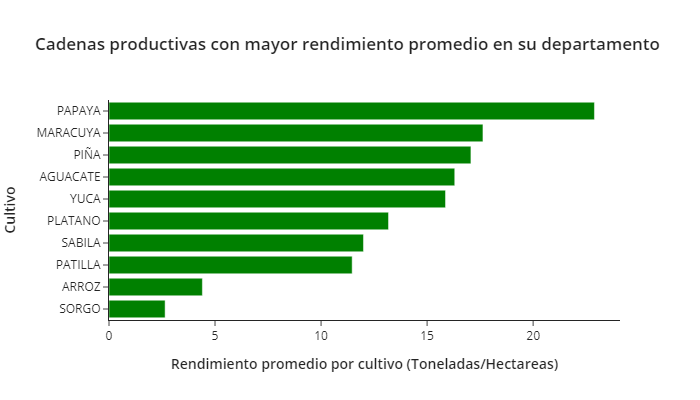 Cadenas productivas con mayor rendimiento promedio en su departamento
Cultivo
PAPAYA
MARACUYA
PIÑA
AGUACATE
YUCA
PLATANO
SABILA
PATILLA
ARROZ
SORGO
0 5 10 15 20
Rendimiento promedio por cultivo (Toneladas/Hectareas)